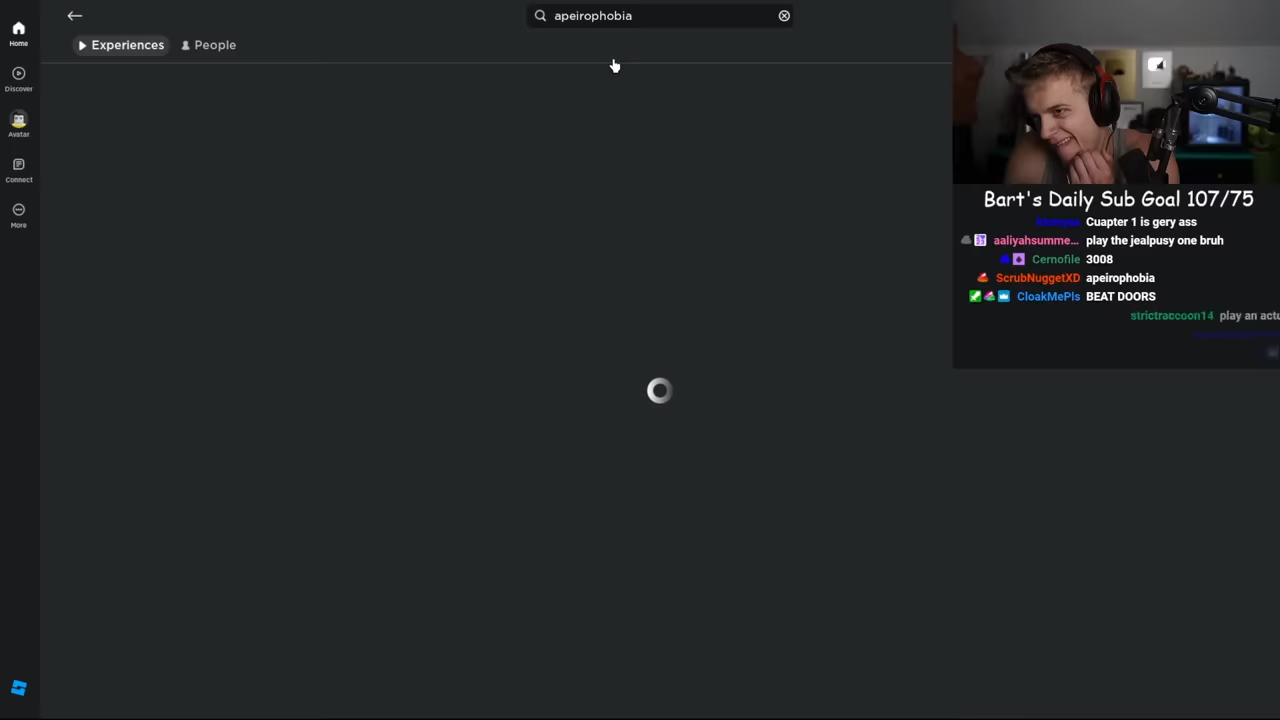 apeirophobia
Experiences
People
Home
Discover
Avatar
Connect
More
Bart's Daily Sub Goal 107/75
Cuapter 1 is gery ass
aaliyahsumme... play the jealpusy one bruh
Cernofile 3008
ScrubNuggetXD apeirophobia
CloakMePls BEAT DOORS
strictraccoon14 play an actu